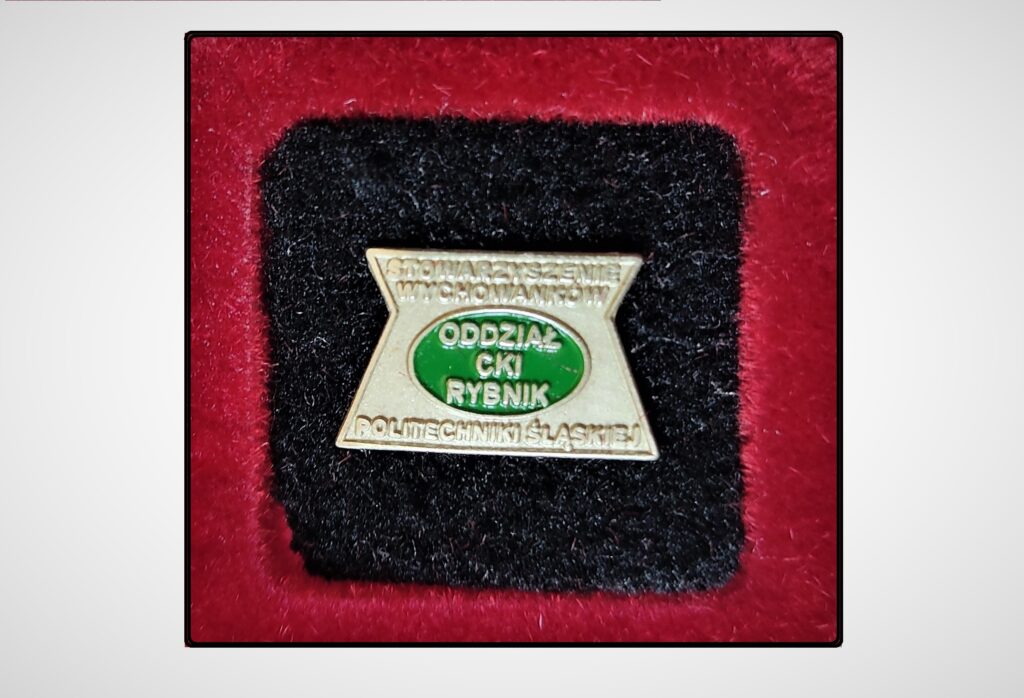 STOWARZYSZENIE
WYCHOWANKÓW
ODDZIAŁ
CKI
RYBNIK
POLITECHNIKI ŚLĄSKIEJ